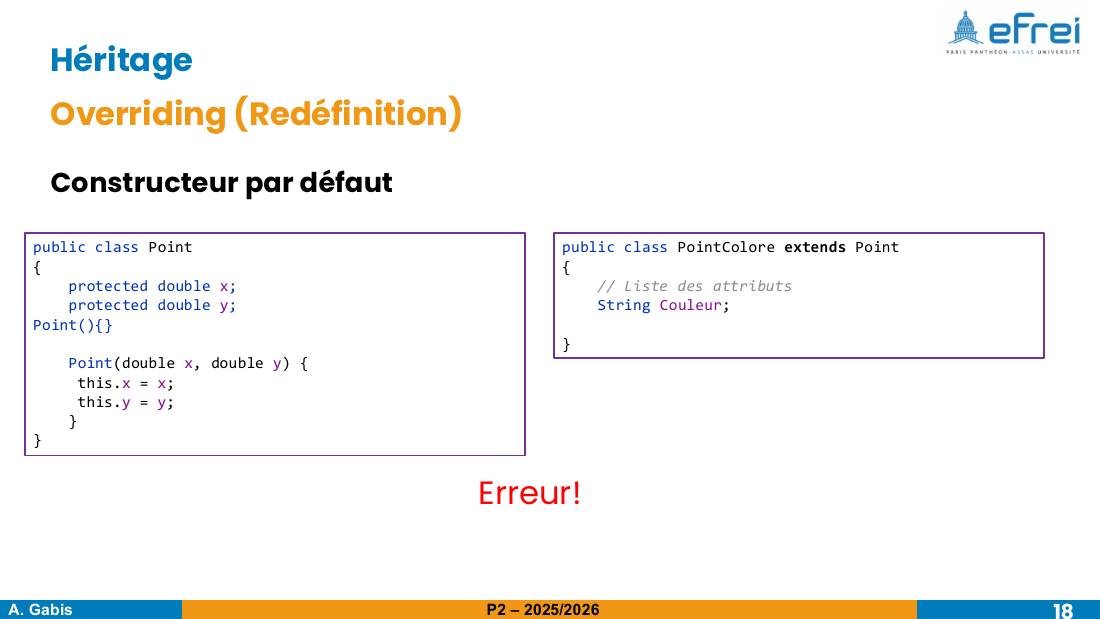 efrei
PARIS PANTHÉON-ASSAS UNIVERSITÉ
Héritage
Overriding (Redéfinition)
Constructeur par défaut
public class Point
{
    protected double x;
    protected double y;
Point(){}
    Point(double x, double y) {
     this.x = x;
     this.y = y;
    }
}
public class PointColore extends Point
{
    // Liste des attributs
    String Couleur;
}
Erreur!
A. Gabis
P2 – 2025/2026
18